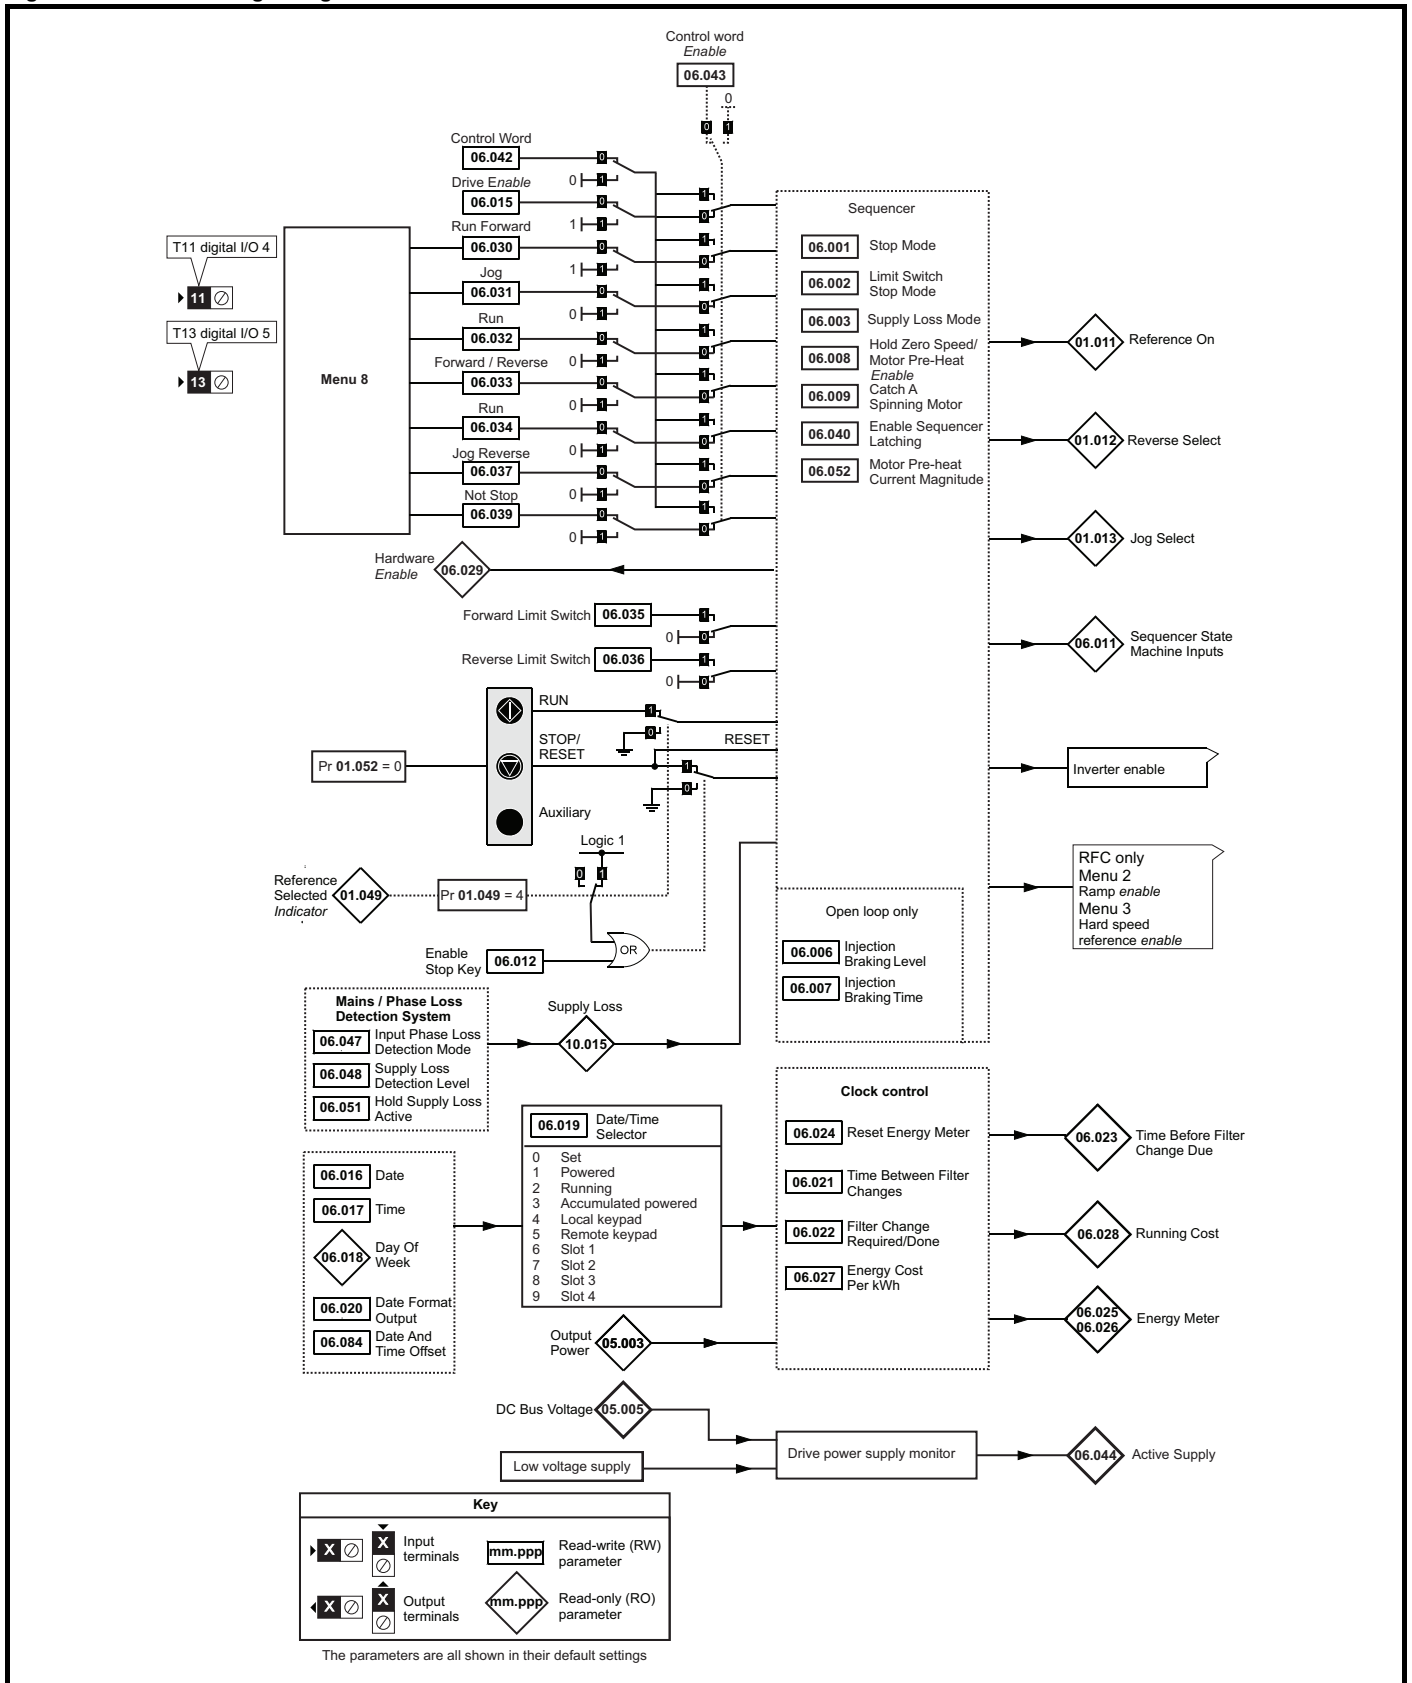 Control word
Enable
06.043
0
0 1
Control Word
06.042
0
0 1
Drive Enable
06.015
0
1 1
Run Forward
06.030
0
1 1
Jog
06.031
0
0 1
Run
06.032
0
0 1
Forward / Reverse
06.033
0
0 1
Run
06.034
0
0 1
Jog Reverse
06.037
0
0 1
Not Stop
06.039
0
0 1
1
0
1
0
1
0
1
0
1
0
1
0
1
0
1
0
T11 digital I/O 4
11
T13 digital I/O 5
13
Menu 8
Hardware
Enable
06.029
Forward Limit Switch 06.035 1
0 0
Reverse Limit Switch 06.036 1
0 0
Sequencer
06.001 Stop Mode
06.002 Limit Switch
Stop Mode
06.003 Supply Loss Mode
06.008 Hold Zero Speed/
Motor Pre-Heat
Enable
06.009 Catch A
Spinning Motor
06.040 Enable Sequencer
Latching
06.052 Motor Pre-heat
Current Magnitude
01.011 Reference On
01.012 Reverse Select
01.013 Jog Select
06.011 Sequencer State
Machine Inputs
Inverter enable
RFC only
Menu 2
Ramp enable
Menu 3
Hard speed
reference enable
RUN
1
0
STOP/
RESET
RESET
1
0
Pr 01.052 = 0
Auxiliary
Logic 1
0 1
Reference
Selected
Indicator
01.049
Pr 01.049 = 4
Enable
Stop Key
06.012
OR
Open loop only
06.006 Injection
Braking Level
06.007 Injection
Braking Time
Mains / Phase Loss
Detection System
06.047 Input Phase Loss
Detection Mode
06.048 Supply Loss
Detection Level
06.051 Hold Supply Loss
Active
Supply Loss
10.015
06.016 Date
06.017 Time
06.018 Day Of
Week
06.020 Date Format
Output
06.084 Date And
Time Offset
06.019 Date/Time
Selector
0 Set
1 Powered
2 Running
3 Accumulated powered
4 Local keypad
5 Remote keypad
6 Slot 1
7 Slot 2
8 Slot 3
9 Slot 4
Clock control
06.024 Reset Energy Meter
06.021 Time Between Filter
Changes
06.022 Filter Change
Required/Done
06.027 Energy Cost
Per kWh
06.023 Time Before Filter
Change Due
06.028 Running Cost
06.025
06.026
Energy Meter
Output
Power
05.003
DC Bus Voltage 05.005
Low voltage supply
Drive power supply monitor
06.044 Active Supply
Key
X X Input
terminals
mm.ppp Read-write (RW)
parameter
X X Output
terminals
mm.ppp Read-only (RO)
parameter
The parameters are all shown in their default settings